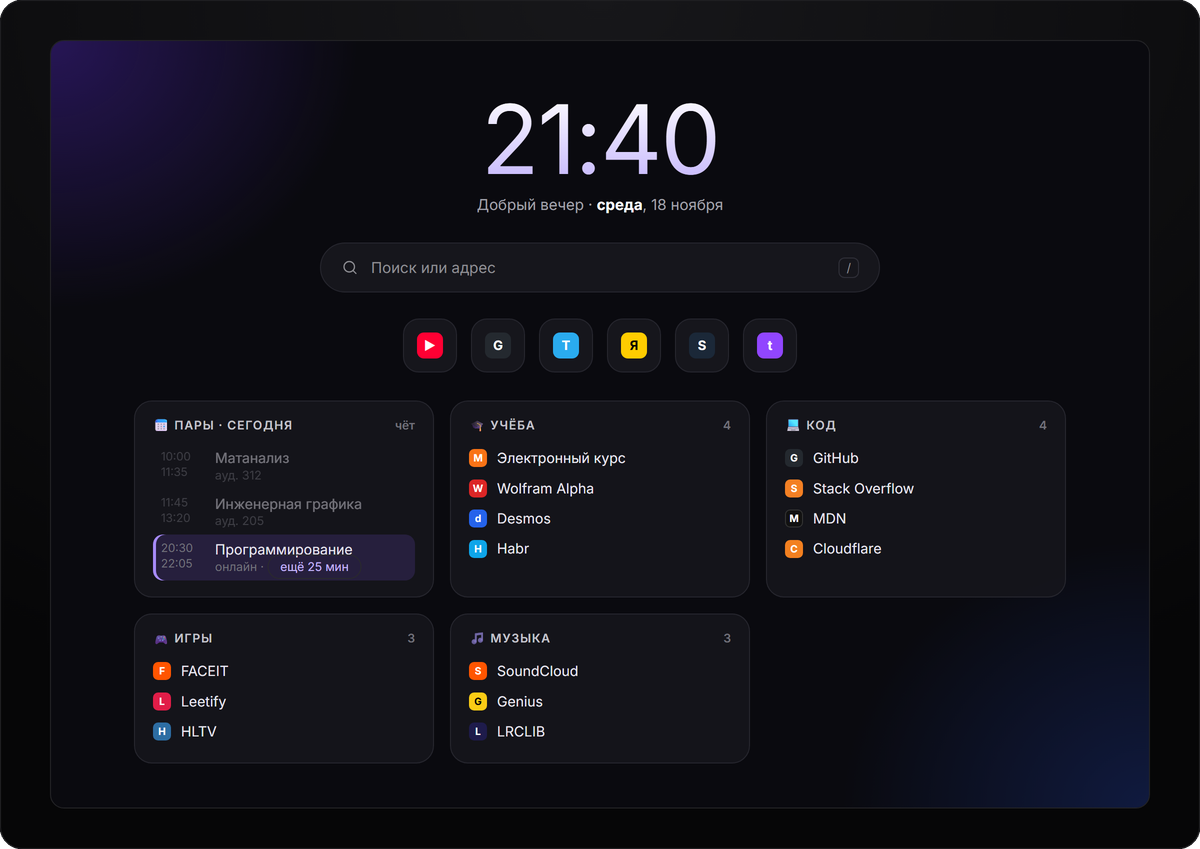 21:40
Добрый вечер · среда, 18 ноября
Поиск или адрес /
G T Я S t
ПАРЫ · СЕГОДНЯ чёт
10:00 Матанализ
11:35 ауд. 312
11:45 Инженерная графика
13:20 ауд. 205
20:30 Программирование
22:05 онлайн · ещё 25 мин
УЧЁБА 4
M Электронный курс
W Wolfram Alpha
d Desmos
H Habr
КОД 4
G GitHub
S Stack Overflow
M MDN
C Cloudflare
ИГРЫ 3
F FACEIT
L Leetify
H HLTV
МУЗЫКА 3
S SoundCloud
G Genius
L LRCLIB